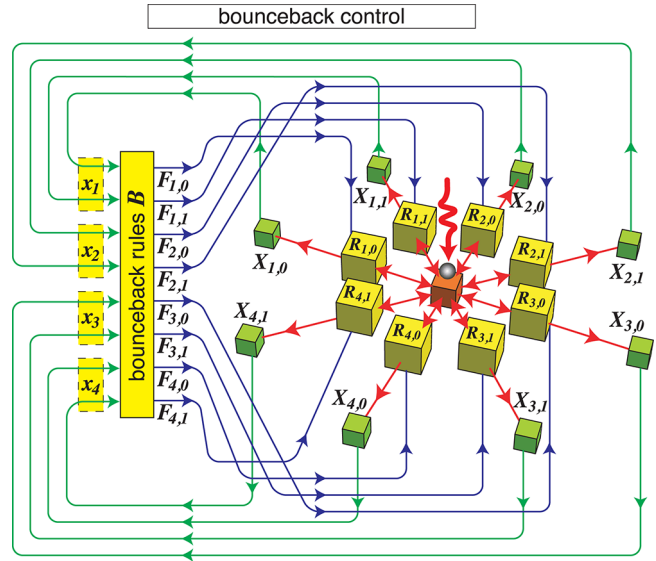 bounceback control
x1
x2
x3
x4
bounceback rules B
F1,0
F1,1
F2,0
F2,1
F3,0
F3,1
F4,0
F4,1
X1,1
X2,0
X1,0
X2,1
X4,1
X3,0
X4,0
X3,1
R1,1
R2,0
R1,0
R2,1
R4,1
R3,0
R4,0
R3,1